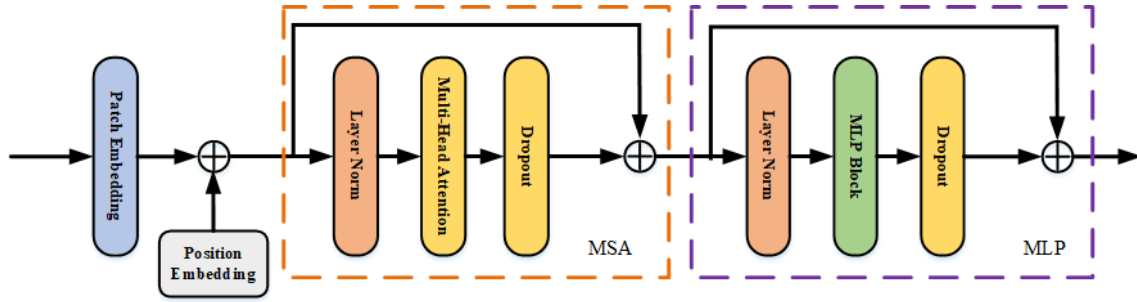 Patch Embedding
Position
Embedding
Layer Norm
Multi-Head Attention
Dropout
MSA
Layer Norm
MLP Block
Dropout
MLP